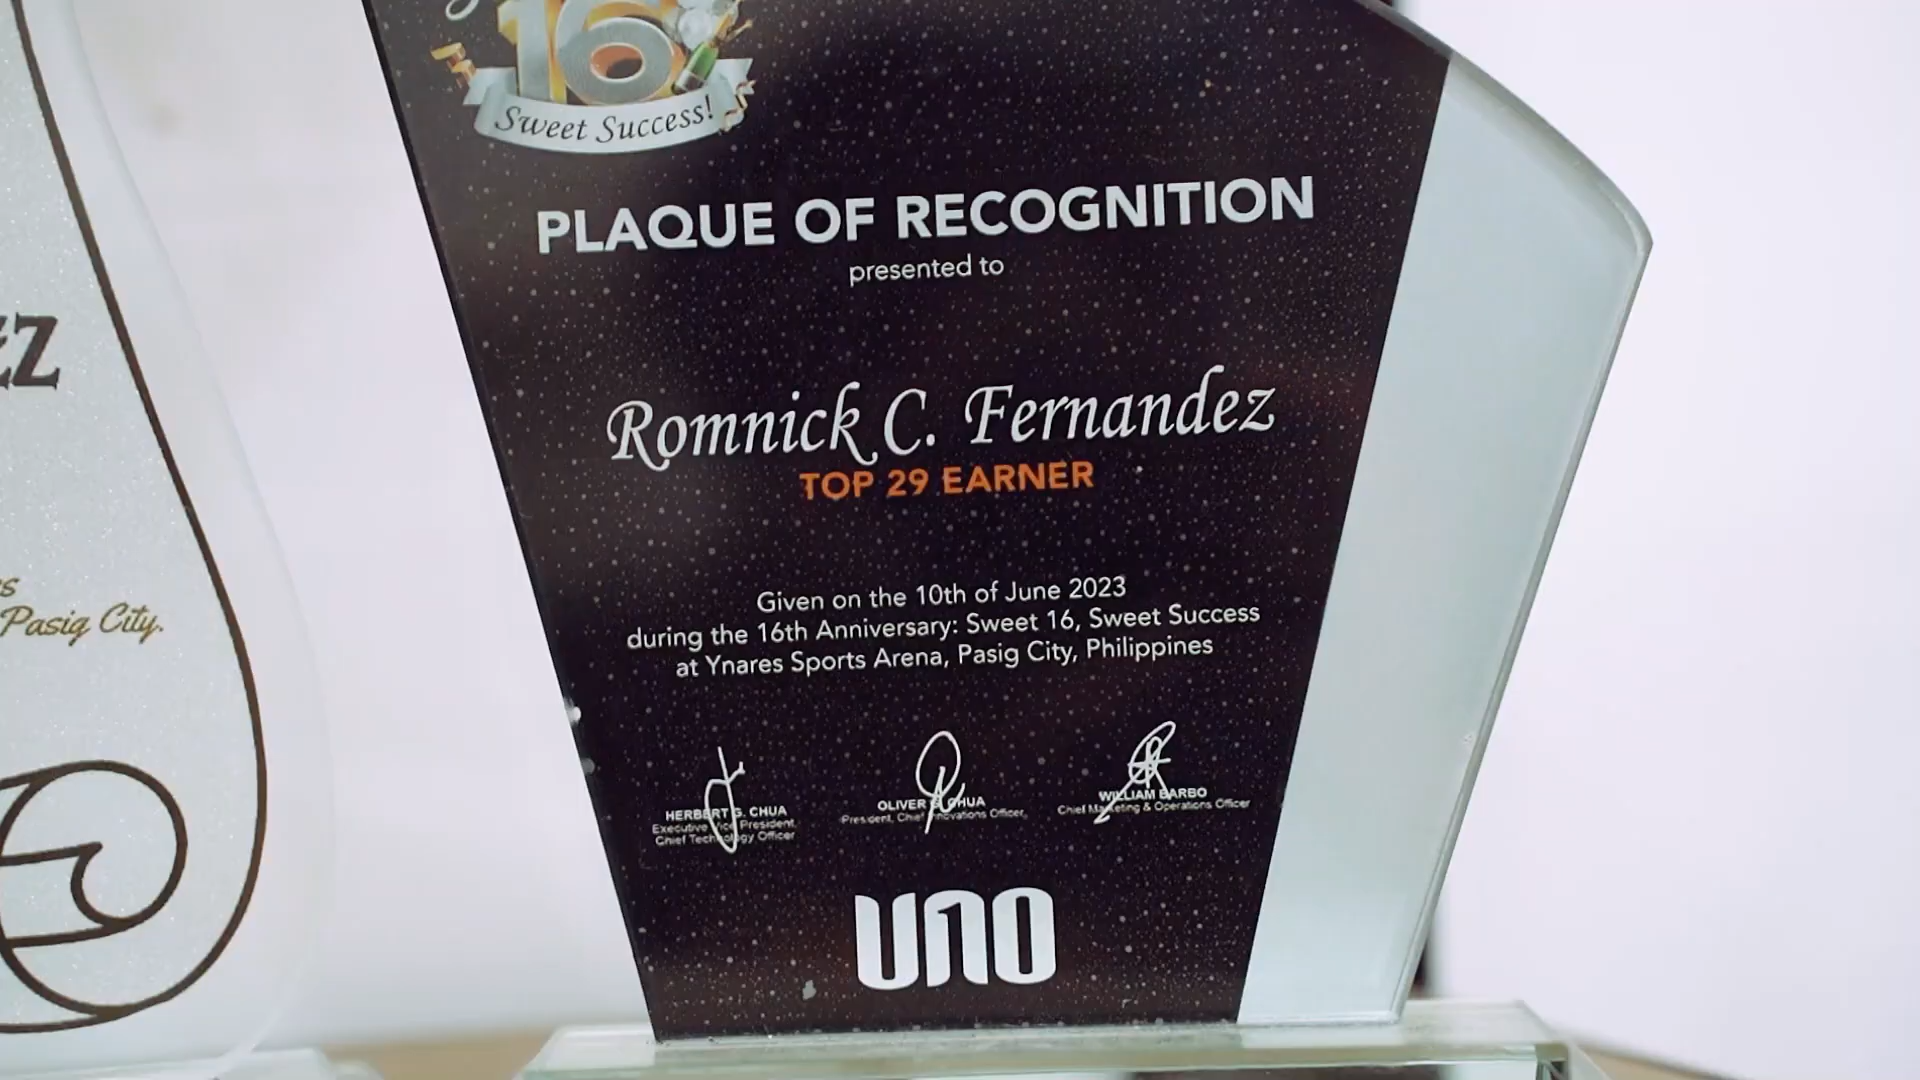 16
Sweet Success!
PLAQUE OF RECOGNITION
presented to
Romnick C. Fernandez
TOP 29 EARNER
Given on the 10th of June 2023
during the 16th Anniversary: Sweet 16, Sweet Success
at Ynares Sports Arena, Pasig City, Philippines
HERBERT G. CHUA
Executive Vice President,
Chief Technology Officer
OLIVER CHUA
President, Chief Innovations Officer,
WILLIAM BARBO
Chief Marketing & Operations Officer
UNO
Pasig City.